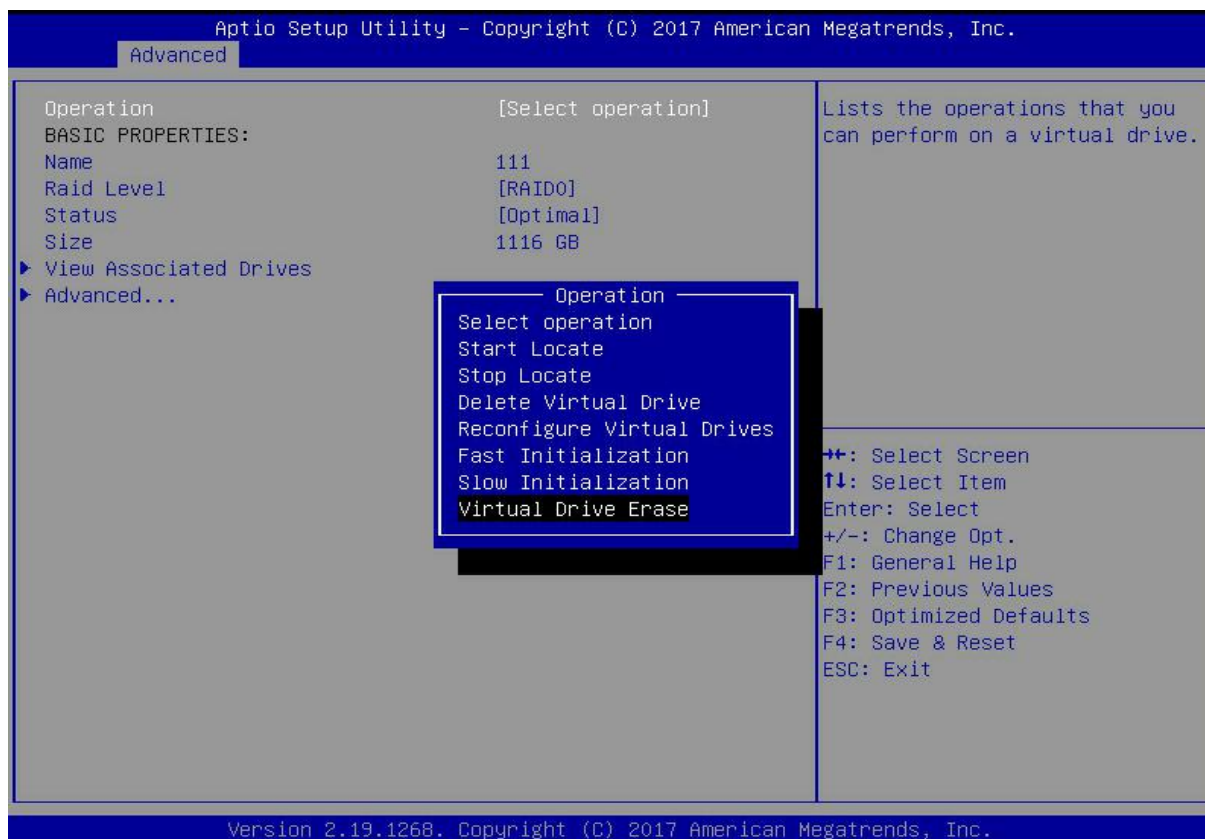 Aptio Setup Utility – Copyright (C) 2017 American Megatrends, Inc.
Advanced
Operation [Select operation]
BASIC PROPERTIES:
Name 111
Raid Level [RAID0]
Status [Optimal]
Size 1116 GB
View Associated Drives
Advanced...
Lists the operations that you
can perform on a virtual drive.
Operation
Select operation
Start Locate
Stop Locate
Delete Virtual Drive
Reconfigure Virtual Drives
Fast Initialization
Slow Initialization
Virtual Drive Erase
→←: Select Screen
↑↓: Select Item
Enter: Select
+/-: Change Opt.
F1: General Help
F2: Previous Values
F3: Optimized Defaults
F4: Save & Reset
ESC: Exit
Version 2.19.1268. Copyright (C) 2017 American Megatrends, Inc.